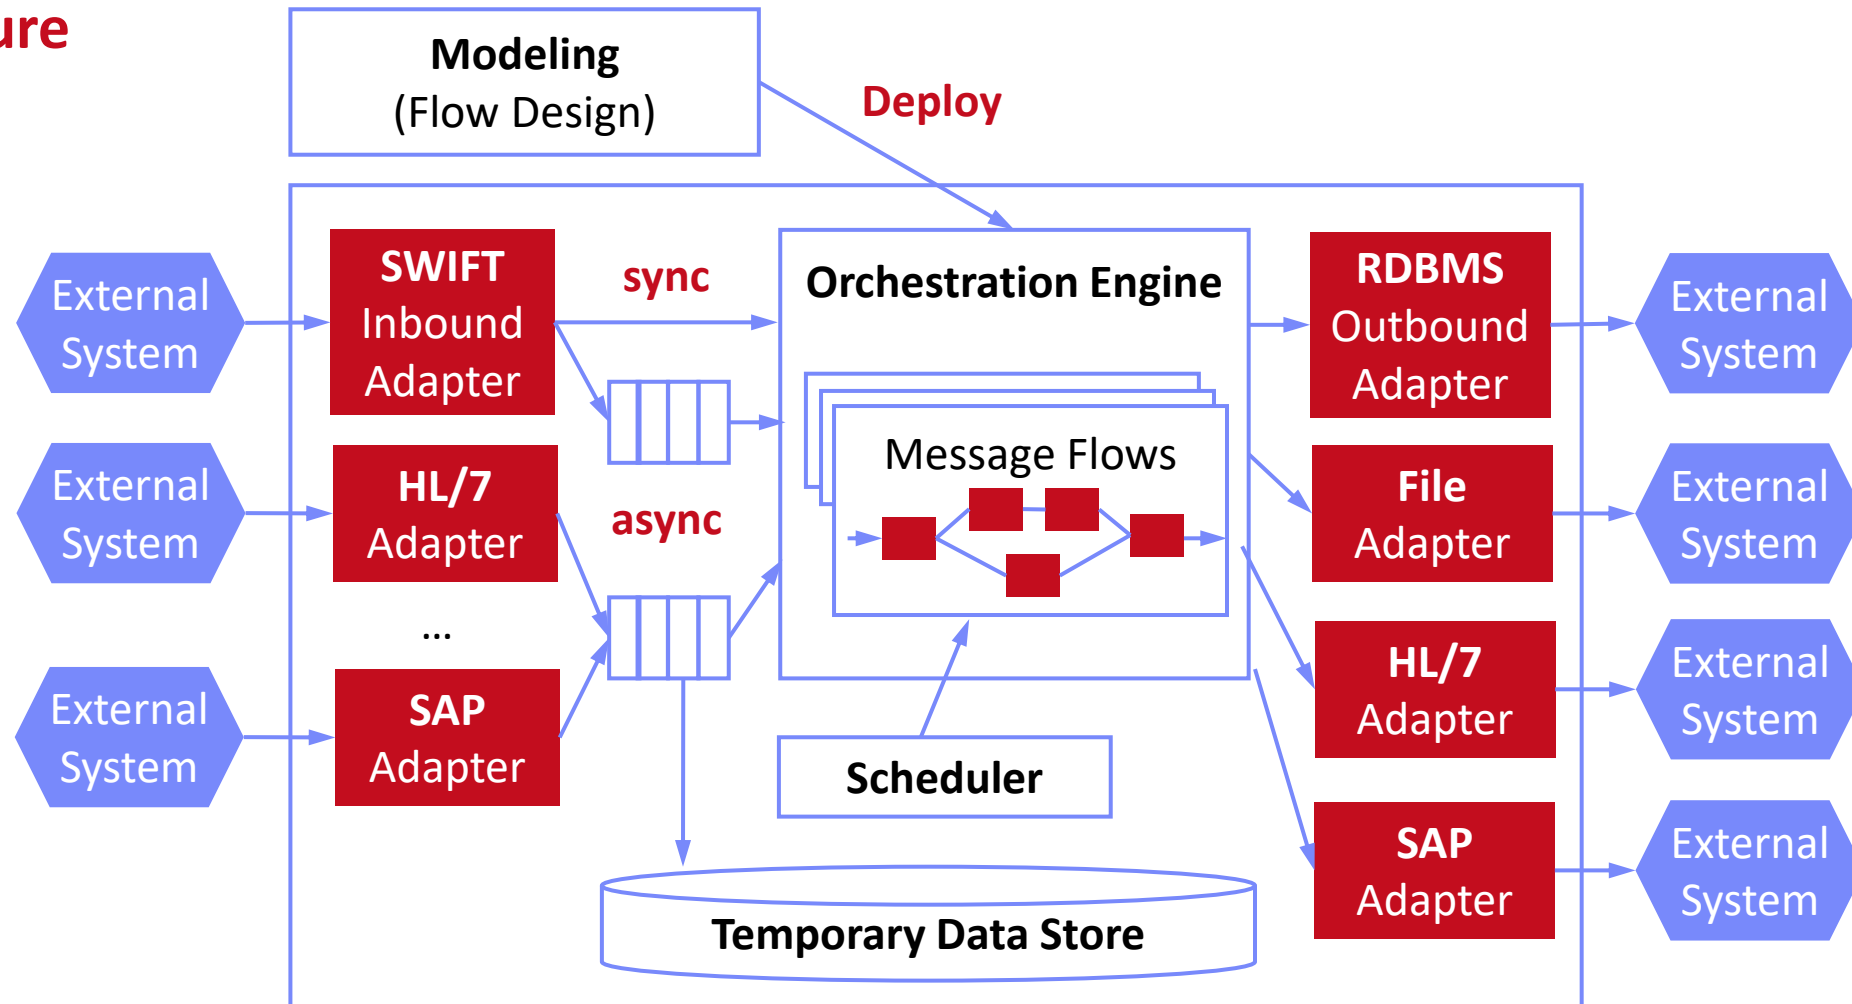 ure
Modeling
(Flow Design)
Deploy
External
System
SWIFT
Inbound
Adapter
sync
Orchestration Engine
RDBMS
Outbound
Adapter
External
System
External
System
HL/7
Adapter
async
Message Flows
File
Adapter
External
System
...
External
System
SAP
Adapter
Scheduler
HL/7
Adapter
External
System
Temporary Data Store
SAP
Adapter
External
System